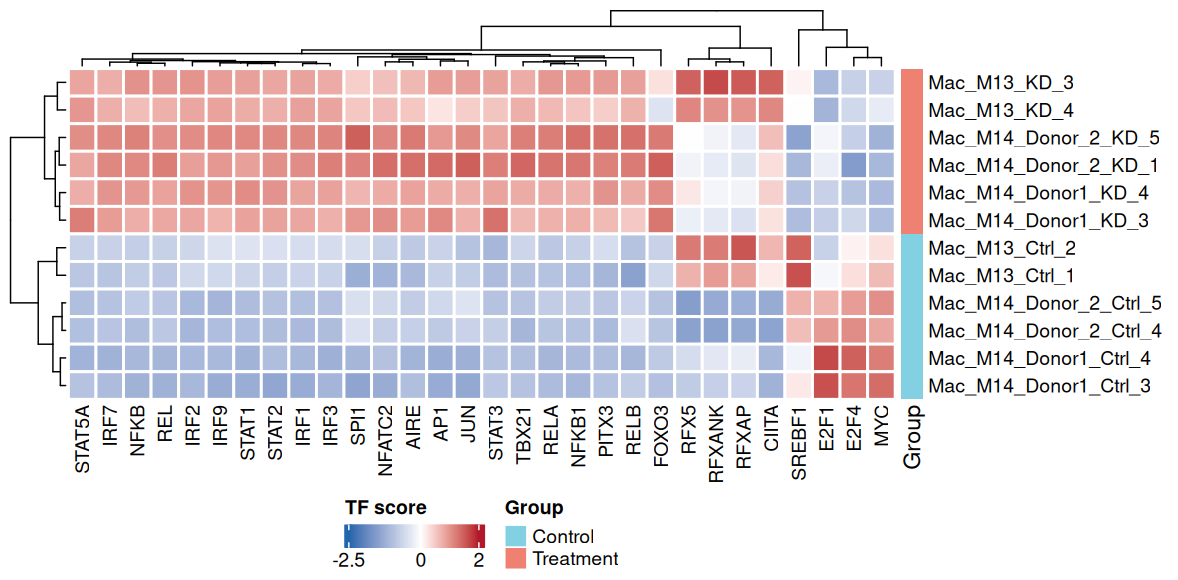 Mac_M13_KD_3
Mac_M13_KD_4
Mac_M14_Donor_2_KD_5
Mac_M14_Donor_2_KD_1
Mac_M14_Donor1_KD_4
Mac_M14_Donor1_KD_3
Mac_M13_Ctrl_2
Mac_M13_Ctrl_1
Mac_M14_Donor_2_Ctrl_5
Mac_M14_Donor_2_Ctrl_4
Mac_M14_Donor1_Ctrl_4
Mac_M14_Donor1_Ctrl_3
STAT5A
IRF7
NFKB
REL
IRF2
IRF9
STAT1
STAT2
IRF1
IRF3
SPI1
NFATC2
AIRE
AP1
JUN
STAT3
TBX21
RELA
NFKB1
PITX3
RELB
FOXO3
RFX5
RFXANK
RFXAP
CIITA
SREBF1
E2F1
E2F4
MYC
Group
TF score
-2.5 0 2
Group
Control
Treatment